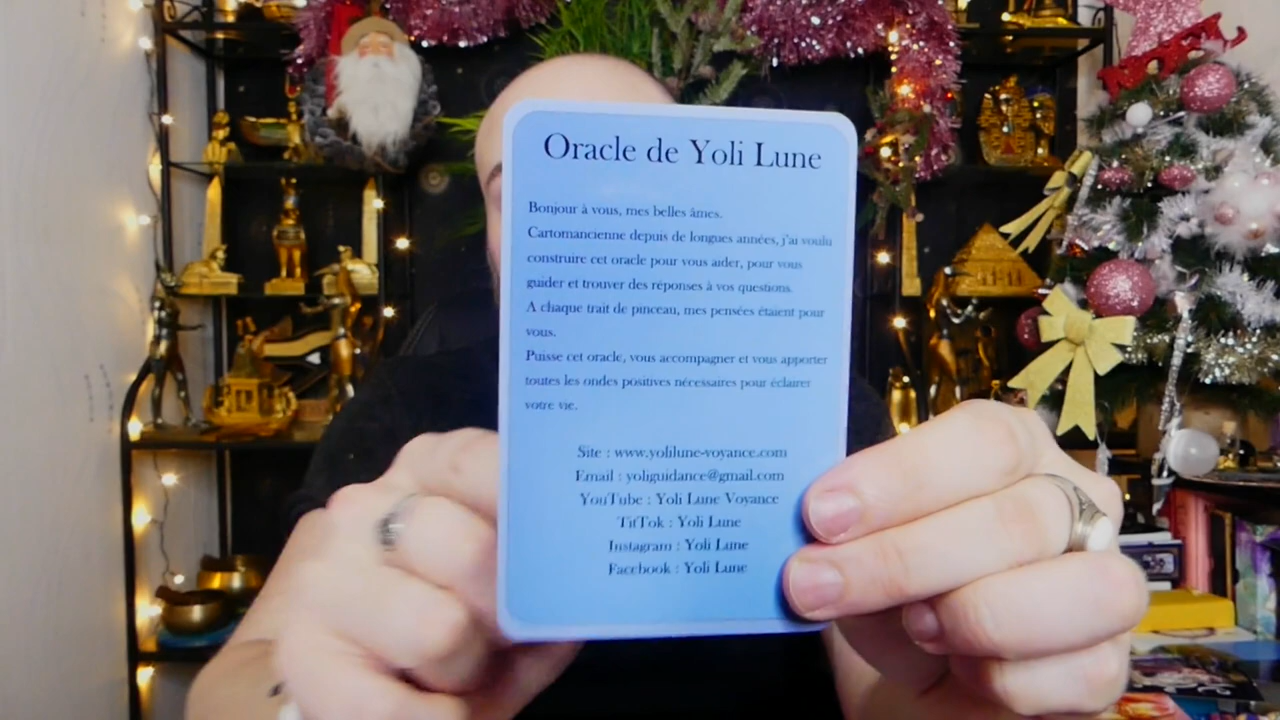 Oracle de Yoli Lune
Bonjour à vous, mes belles âmes.
Cartomancienne depuis de longues années, j'ai voulu
construire cet oracle pour vous aider, pour vous
guider et trouver des réponses à vos questions.
A chaque trait de pinceau, mes pensées étaient pour
vous.
Puisse cet oracle, vous accompagner et vous apporter
toutes les ondes positives nécessaires pour éclairer
votre vie.
Site : www.yolilune-voyance.com
Email : yoliguidance@gmail.com
YouTube : Yoli Lune Voyance
TifTok : Yoli Lune
Instagram : Yoli Lune
Facebook : Yoli Lune